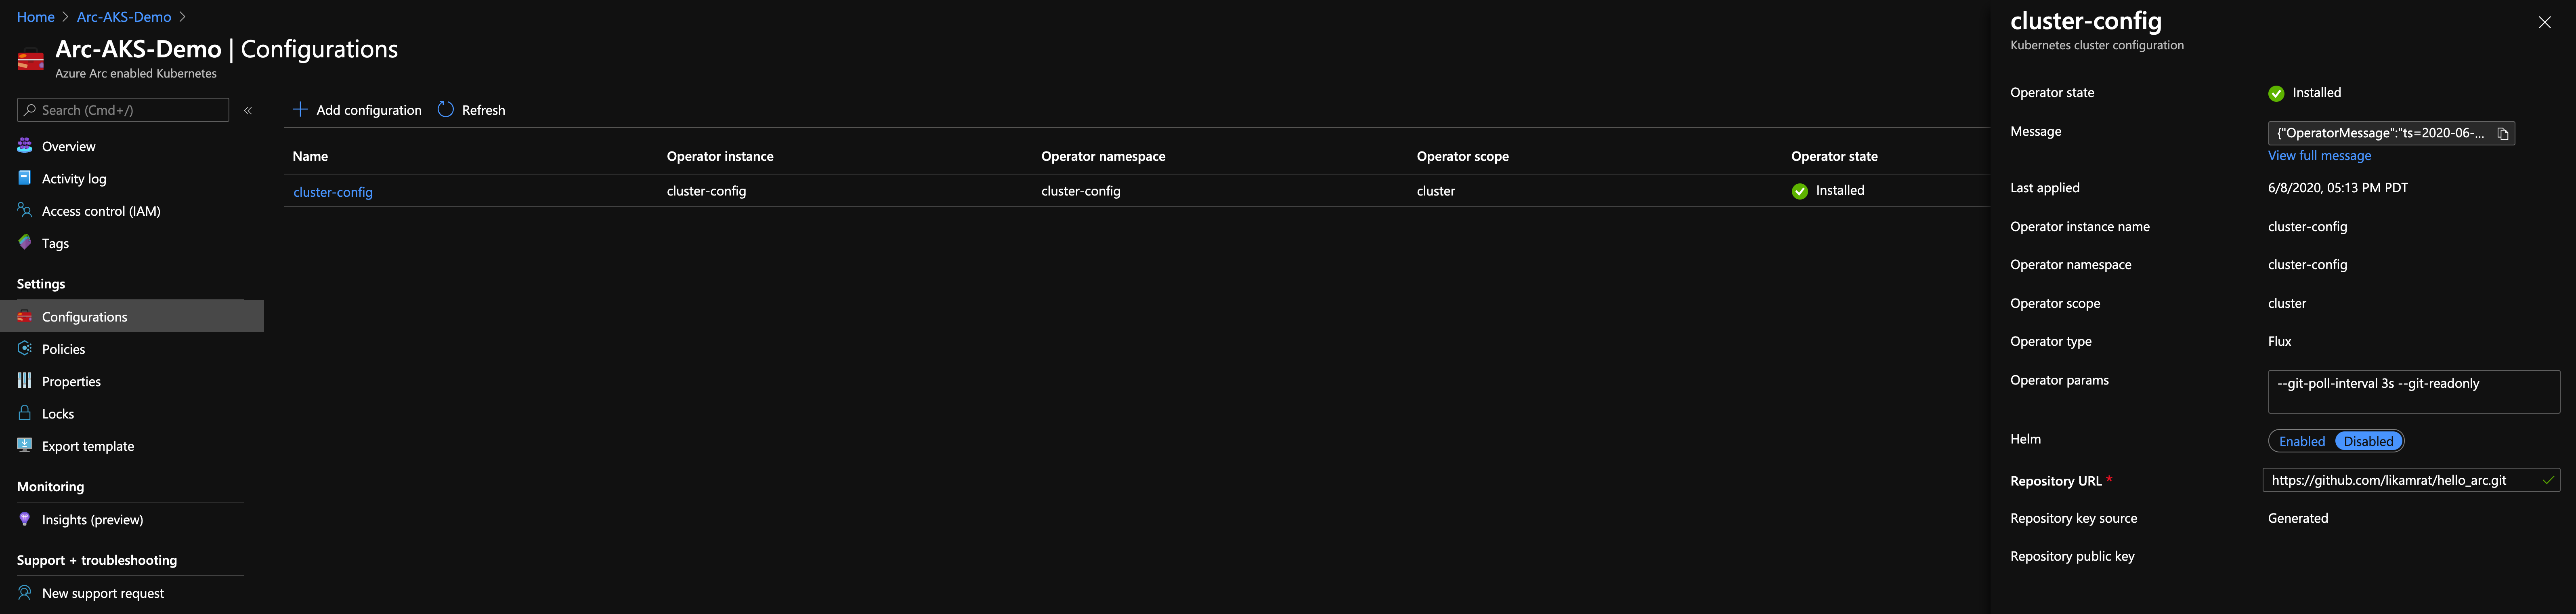 Home > Arc-AKS-Demo >
Arc-AKS-Demo | Configurations
Azure Arc enabled Kubernetes
Search (Cmd+/)
«
Overview
Activity log
Access control (IAM)
Tags
Settings
Configurations
Policies
Properties
Locks
Export template
Monitoring
Insights (preview)
Support + troubleshooting
New support request
+ Add configuration Refresh
Name Operator instance Operator namespace Operator scope Operator state
cluster-config cluster-config cluster-config cluster Installed
cluster-config
Kubernetes cluster configuration
Operator state Installed
Message {"OperatorMessage":"ts=2020-06-...
View full message
Last applied 6/8/2020, 05:13 PM PDT
Operator instance name cluster-config
Operator namespace cluster-config
Operator scope cluster
Operator type Flux
Operator params --git-poll-interval 3s --git-readonly
Helm Enabled Disabled
Repository URL * https://github.com/likamrat/hello_arc.git
Repository key source Generated
Repository public key